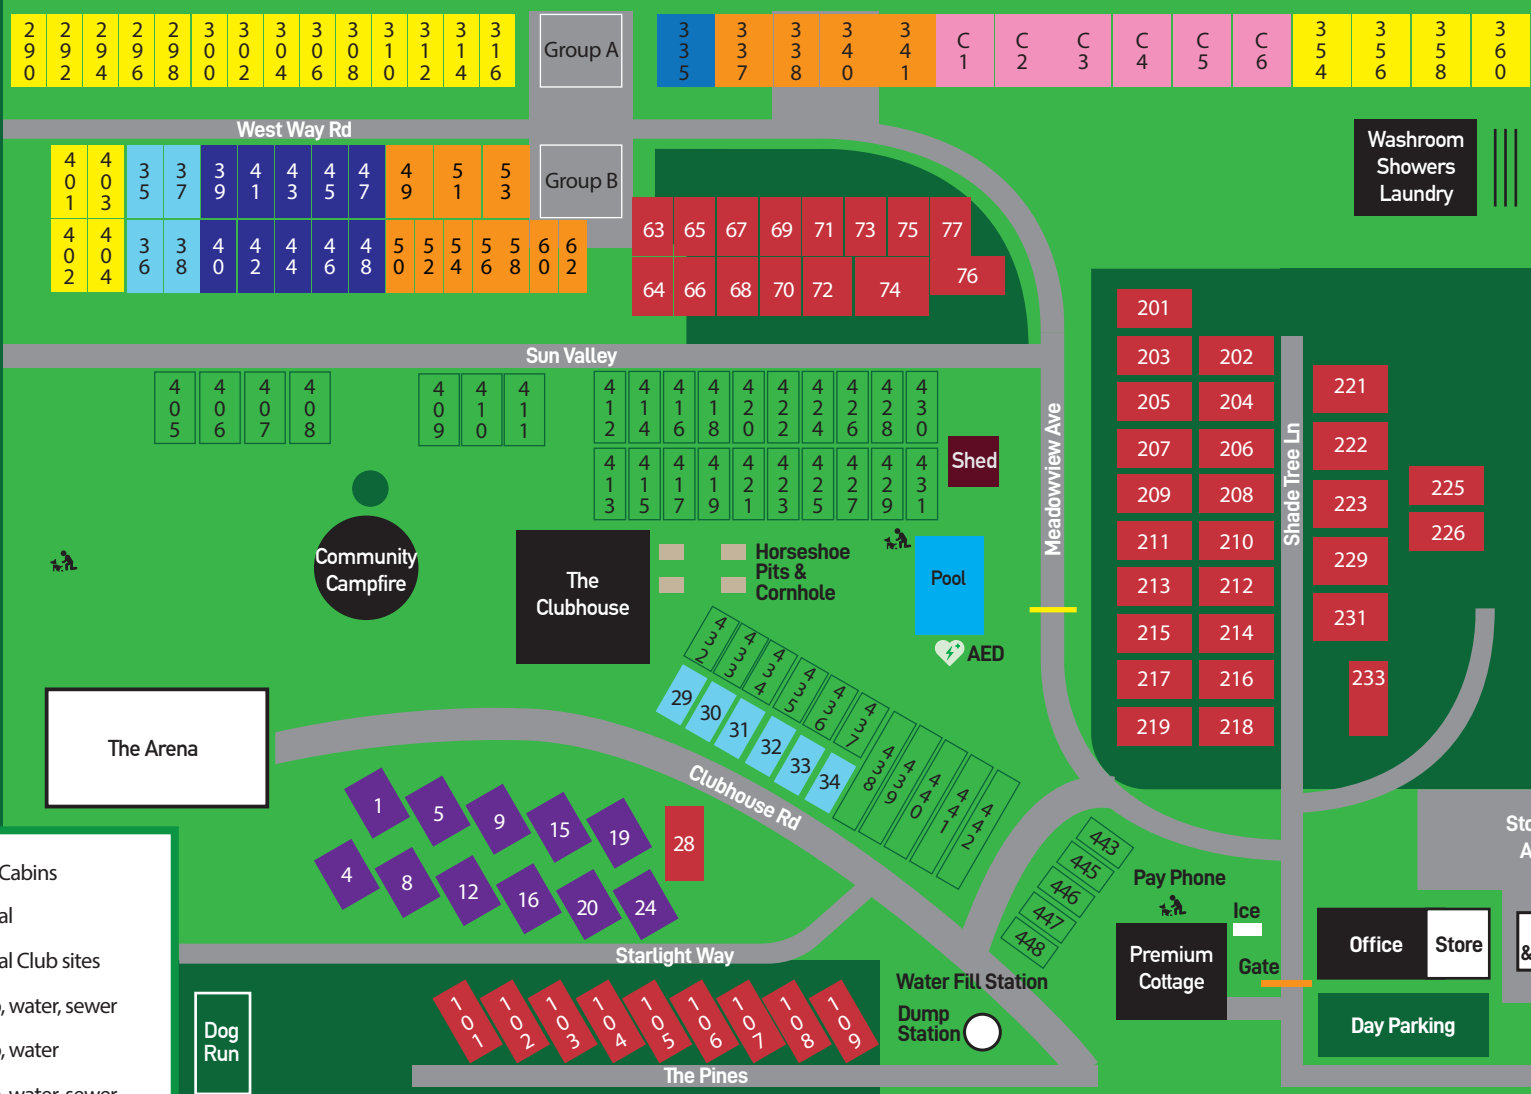 290 292 294 296 298 300 302 304 306 308 310 312 314 316
Group A
335 337 338 340 341 C1 C2 C3 C4 C5 C6 354 356 358 360
West Way Rd
Washroom
Showers
Laundry
401 403 35 37 39 41 43 45 47 49 51 53
Group B
402 404 36 38 40 42 44 46 48 50 52 54 56 58 60 62
63 65 67 69 71 73 75 77
64 66 68 70 72 74 76
Sun Valley
405 406 407 408
409 410 411
412 414 416 418 420 422 424 426 428 430
413 415 417 419 421 423 425 427 429 431
Shed
Meadowview Ave
201
203 202
205 204
207 206
209 208
211 210
213 212
215 214
217 216
219 218
Shade Tree Ln
221
222
223
225
226
229
231
233
Community
Campfire
The
Clubhouse
Horseshoe
Pits &
Cornhole
Pool
AED
432 433 434 435 436 437 438 439 440 441 442
29 30 31 32 33 34
The Arena
Clubhouse Rd
1 5 9 15 19
28
4 8 12 16 20 24
443
445
446
447
448
Pay Phone
Ice
Gate
Premium
Cottage
Office
Store
Day Parking
Sto
A
&
Starlight Way
Water Fill Station
Dump
Station
101 102 103 104 105 106 107 108 109
The Pines
Dog
Run
Cabins
al
al Club sites
, water, sewer
, water
, water, sewer